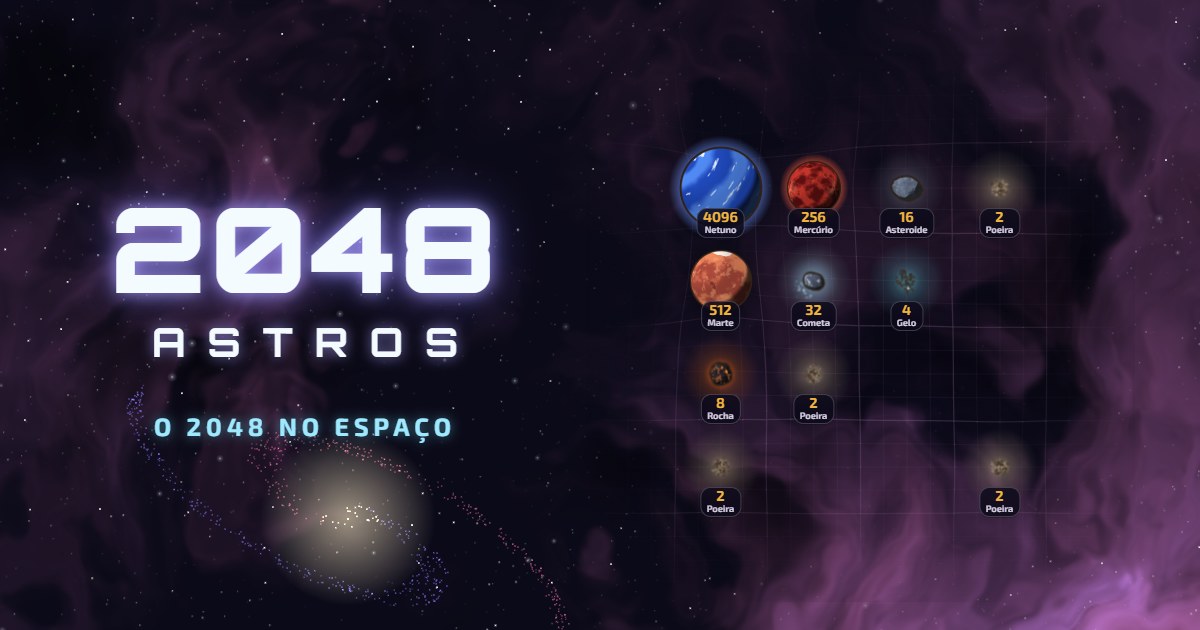 2048
ASTROS
O 2048 NO ESPAÇO
4096
Netuno
256
Mercúrio
16
Asteroide
2
Poeira
512
Marte
32
Cometa
4
Gelo
8
Rocha
2
Poeira
2
Poeira
2
Poeira